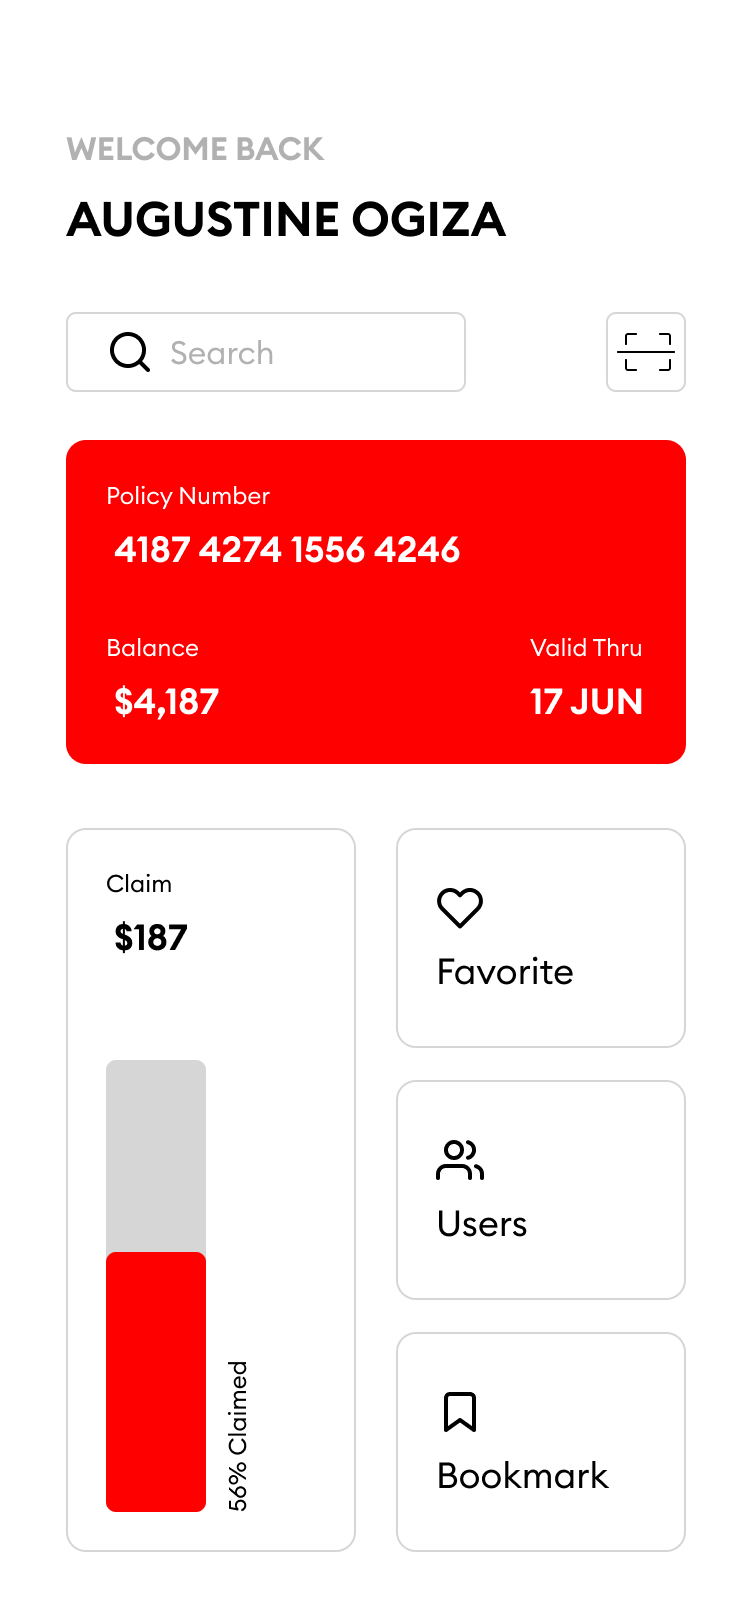 WELCOME BACK
AUGUSTINE OGIZA
Search
Policy Number
4187 4274 1556 4246
Balance
$4,187
Valid Thru
17 JUN
Claim
$187
56% Claimed
Favorite
Users
Bookmark